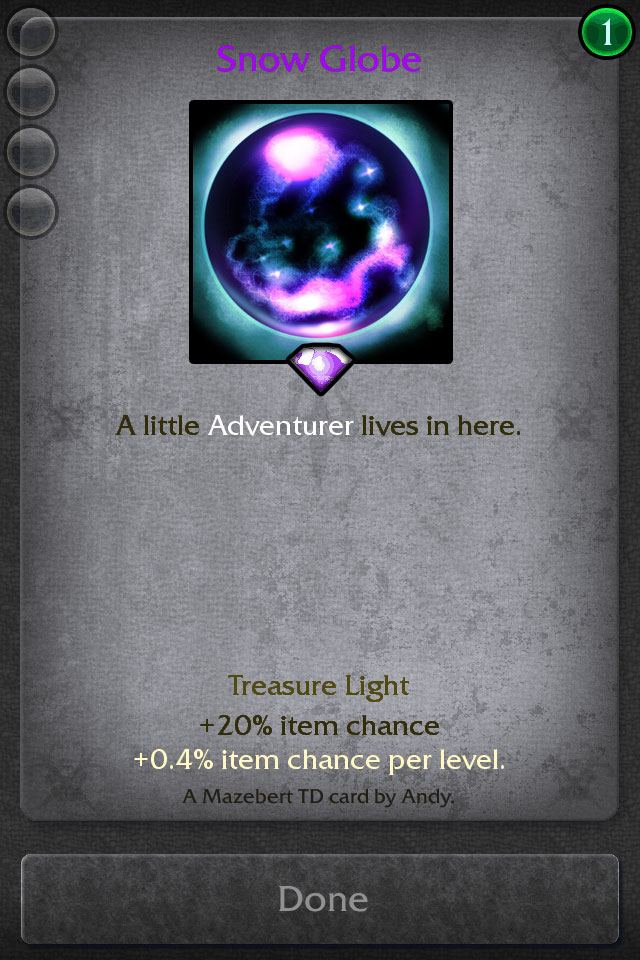 1
Snow Globe
A little Adventurer lives in here.
Treasure Light
+20% item chance
+0.4% item chance per level.
A Mazebert TD card by Andy.
Done